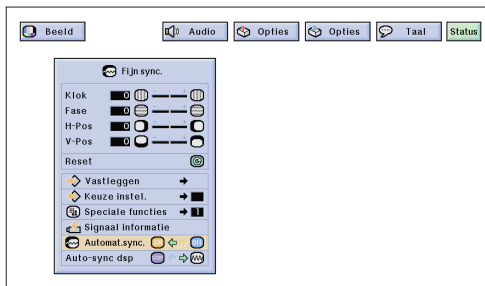 Beeld Audio Opties Opties Taal Status
Fijn sync.
Klok 0
Fase 0
H-Pos 0
V-Pos 0
Reset
Vastleggen
Keuze instel.
Speciale functies 1
Signaal informatie
Automat.sync.
Auto-sync dsp